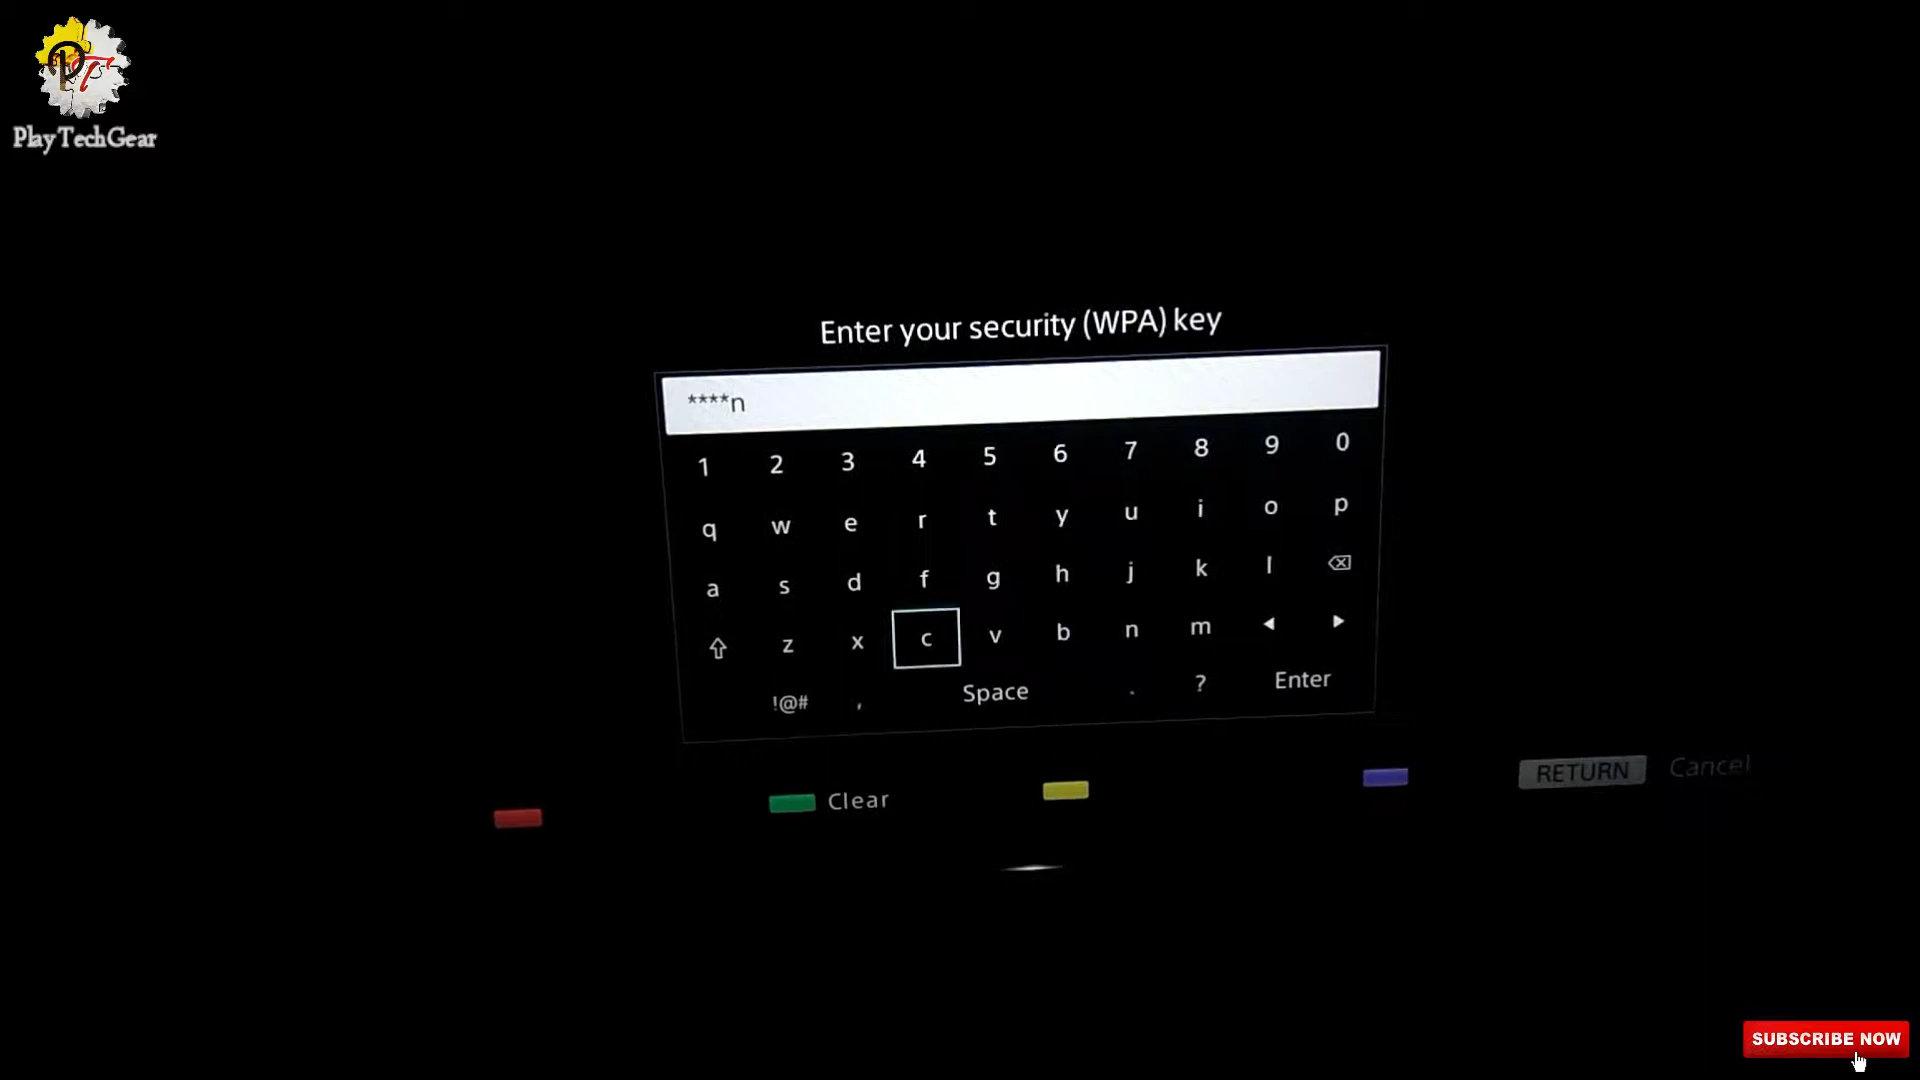 PlayTechGear
Enter your security (WPA) key
****n
1 2 3 4 5 6 7 8 9 0
q w e r t y u i o p
a s d f g h j k l
z x c v b n m
!@# , Space . ? Enter
Clear
RETURN Cancel
SUBSCRIBE NOW